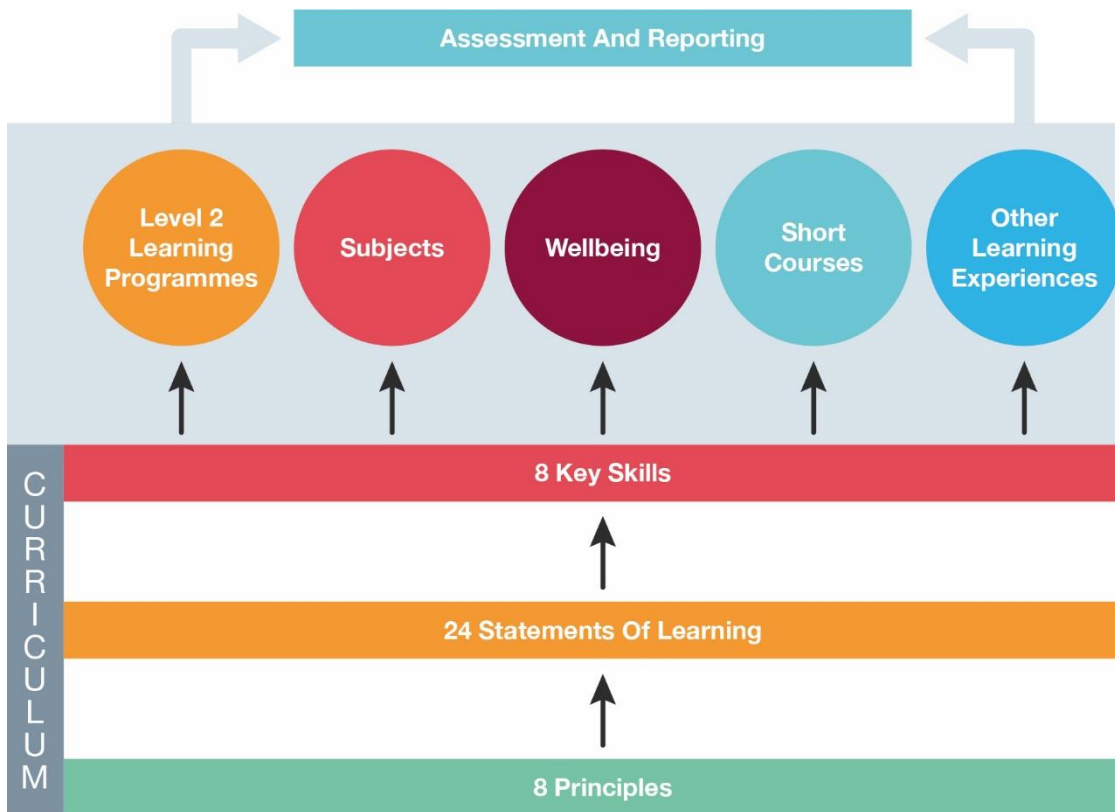 Assessment And Reporting
Level 2
Learning
Programmes
Subjects
Wellbeing
Short
Courses
Other
Learning
Experiences
CURRICULUM
8 Key Skills
24 Statements Of Learning
8 Principles